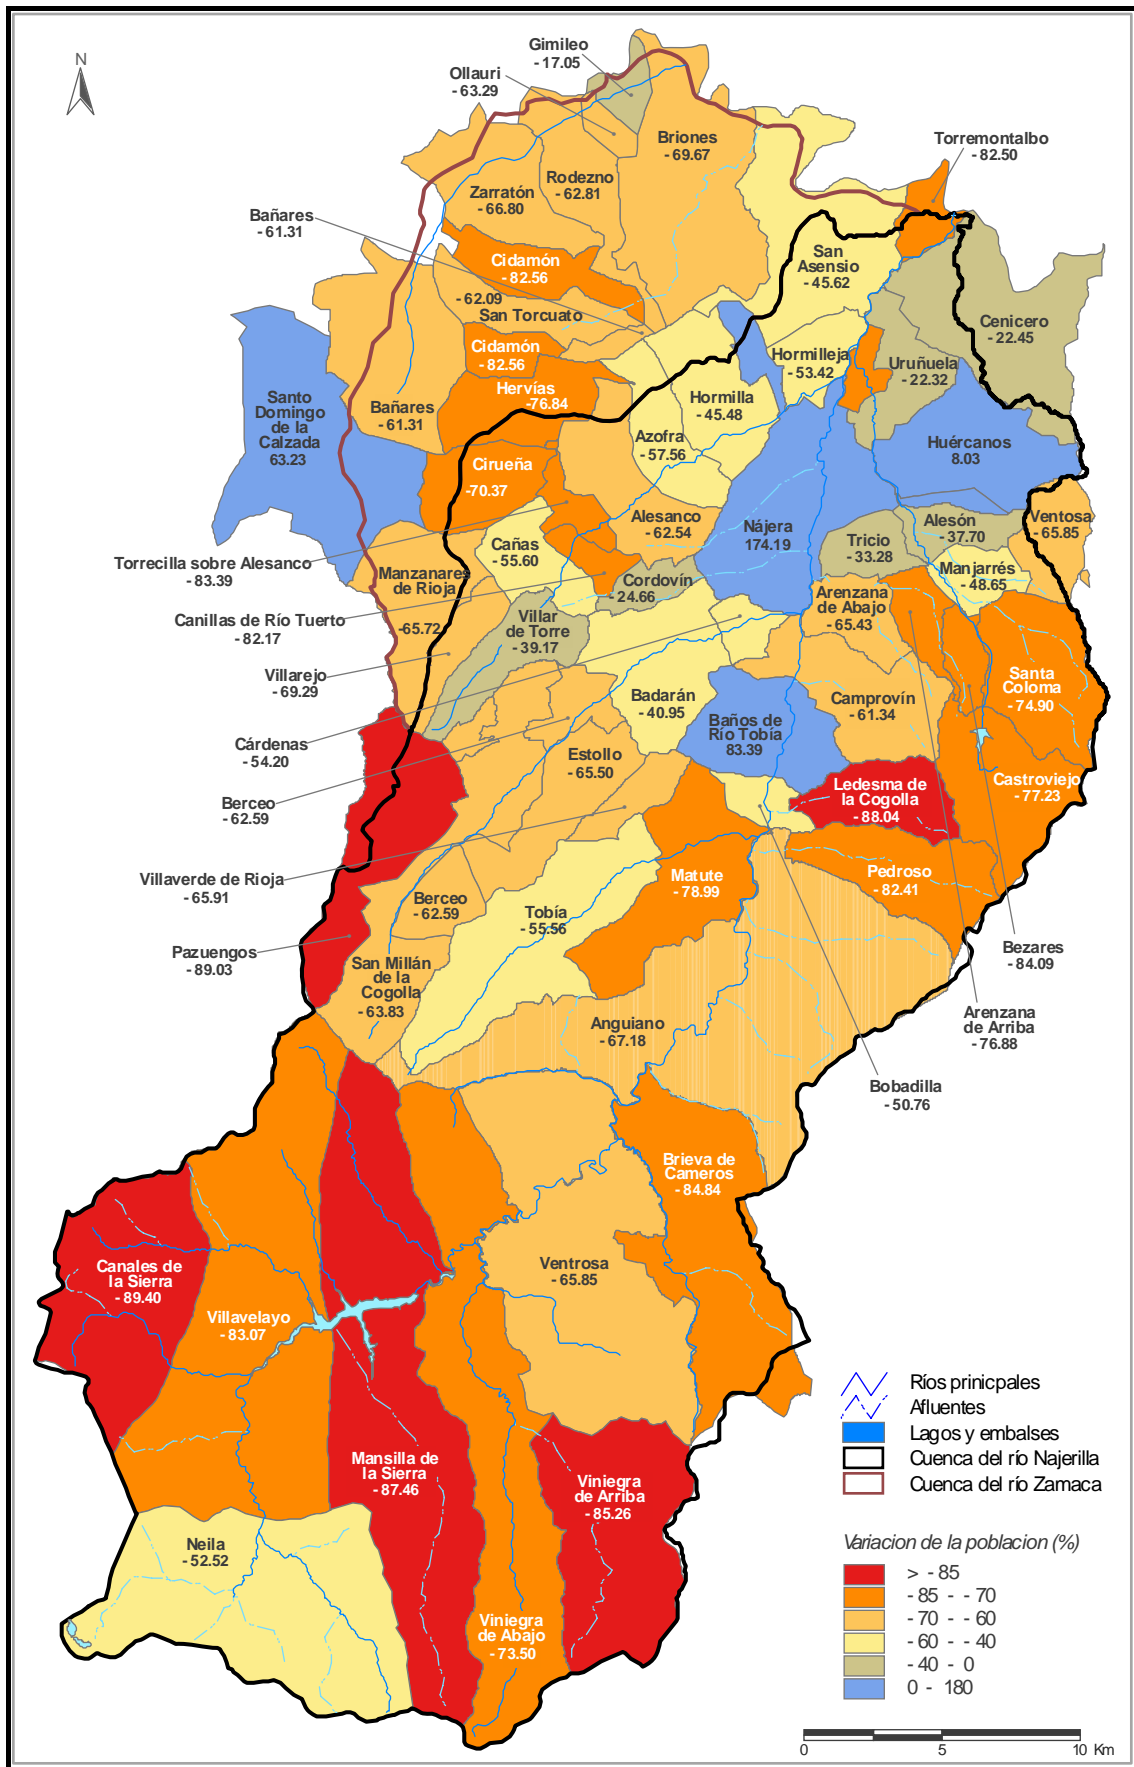 N
Gimileo
- 17.05
Ollauri
- 63.29
Briones
- 69.67
Torremontalbo
- 82.50
Rodezno
- 62.81
Zarratón
- 66.80
Bañares
- 61.31
Cidamón
- 82.56
San
Asensio
- 45.62
- 62.09
San Torcuato
Cenicero
- 22.45
Cidamón
- 82.56
Hormilleja
- 53.42
Uruñuela
- 22.32
Hervías
-76.84
Santo
Domingo
de la
Calzada
63.23
Bañares
- 61.31
Hormilla
- 45.48
Azofra
- 57.56
Huércanos
8.03
Cirueña
-70.37
Alesanco
- 62.54
Nájera
174.19
Alesón
- 37.70
Ventosa
- 65.85
Tricio
- 33.28
Cañas
- 55.60
Torrecilla sobre Alesanco
- 83.39
Manzanares
de Rioja
-65.72
Cordovín
- 24.66
Manjarrés
- 48.65
Arenzana
de Abajo
- 65.43
Canillas de Río Tuerto
- 82.17
Villar
de Torre
- 39.17
Villarejo
- 69.29
Santa
Coloma
- 74.90
Badarán
- 40.95
Camprovín
- 61.34
Baños de
Río Tobía
83.39
Cárdenas
- 54.20
Estollo
- 65.50
Castroviejo
- 77.23
Ledesma de
la Cogolla
- 88.04
Berceo
- 62.59
Villaverde de Rioja
- 65.91
Matute
- 78.99
Pedroso
- 82.41
Berceo
- 62.59
Tobía
- 55.56
Pazuengos
- 89.03
Bezares
- 84.09
San Millán
de la
Cogolla
- 63.83
Arenzana
de Arriba
- 76.88
Anguiano
- 67.18
Bobadilla
- 50.76
Brieva de
Cameros
- 84.84
Canales de
la Sierra
- 89.40
Ventrosa
- 65.85
Villavelayo
- 83.07
Mansilla de
la Sierra
- 87.46
Viniegra
de Arriba
- 85.26
Neila
- 52.52
Viniegra
de Abajo
- 73.50
Ríos prinicpales
Afluentes
Lagos y embalses
Cuenca del río Najerilla
Cuenca del río Zamaca
Variacion de la poblacion (%)
> - 85
- 85 - - 70
- 70 - - 60
- 60 - - 40
- 40 - 0
0 - 180
0 5 10 Km